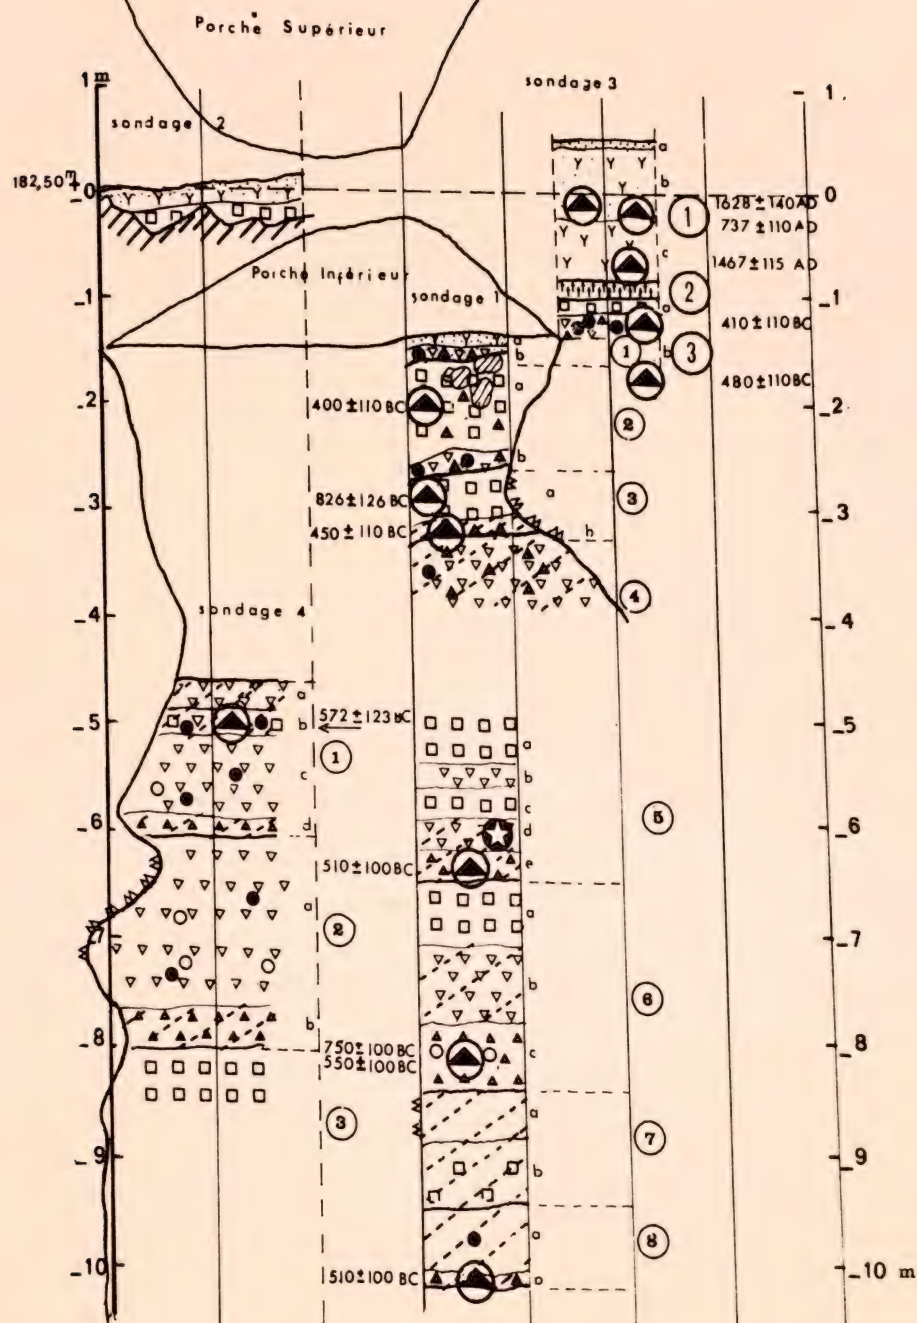 Porche Supérieur
1 m
sondage 2
sondage 3
1
182,50 m
0
0
a
b
1628±140 AD
1
737±110 AD
c
1467±115 AD
Porche Inférieur
sondage 1
-1
2
-1
a
410±110 BC
a
b
1
b
3
480±110 BC
-2
400±110 BC
a
2
-2
b
-3
826±126 BC
a
3
-3
450±110 BC
b
-4
sondage 4
4
-4
a
-5
b
572±123 BC
-5
1
a
c
b
c
5
-6
d
d
-6
510±100 BC
e
a
2
a
-7
-7
b
6
b
-8
750±100 BC
550±100 BC
c
-8
3
a
7
-9
b
-9
a
8
-10
510±100 BC
-10 m